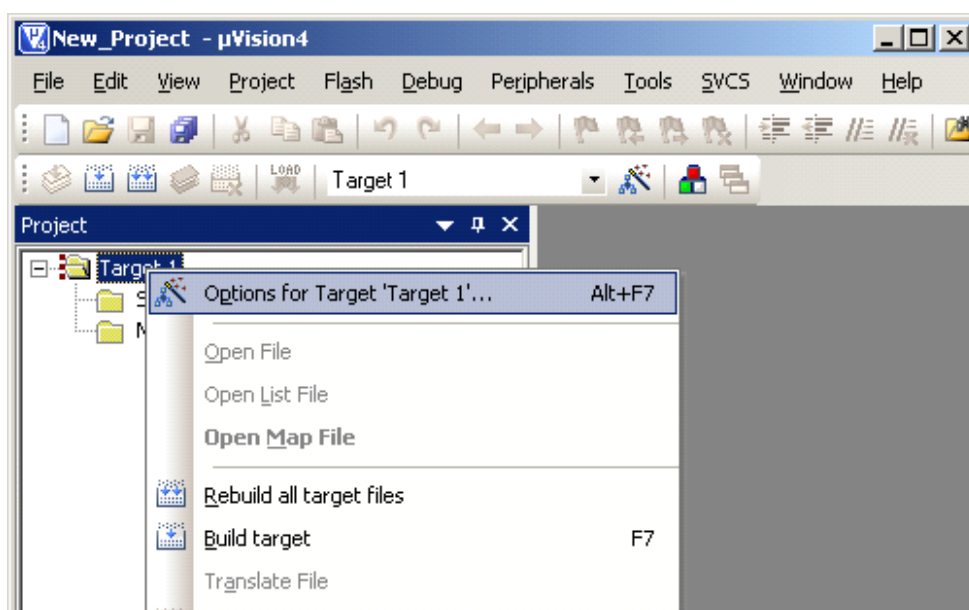 New_Project - µVision4
File Edit View Project Flash Debug Peripherals Tools SVCS Window Help
LOAD Target 1
Project
Target 1
Options for Target 'Target 1'... Alt+F7
Open File
Open List File
Open Map File
Rebuild all target files
Build target F7
Translate File